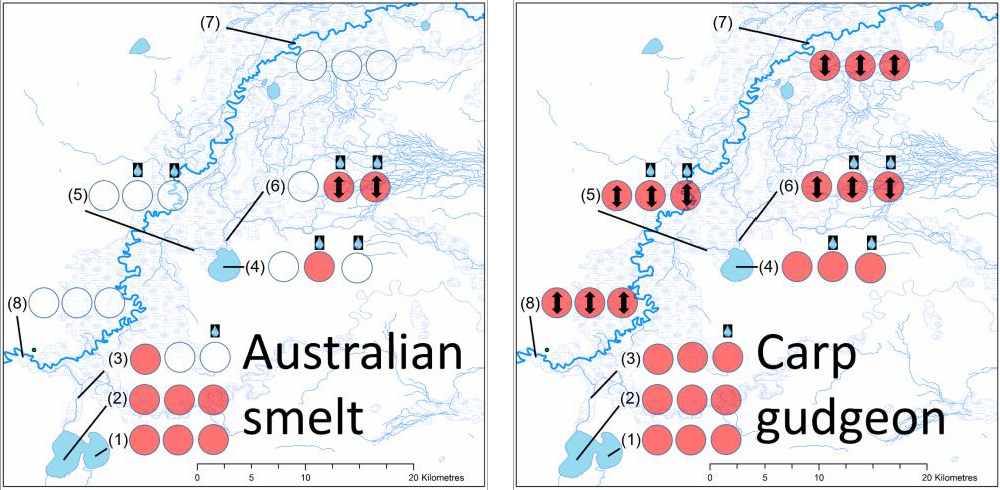 (7)
(5)
(6)
(4)
(8)
(3)
(2)
(1)
Australian
smelt
0 5 10 20 Kilometres
(7)
(5)
(6)
(4)
(8)
(3)
(2)
(1)
Carp
gudgeon
0 5 10 20 Kilometres